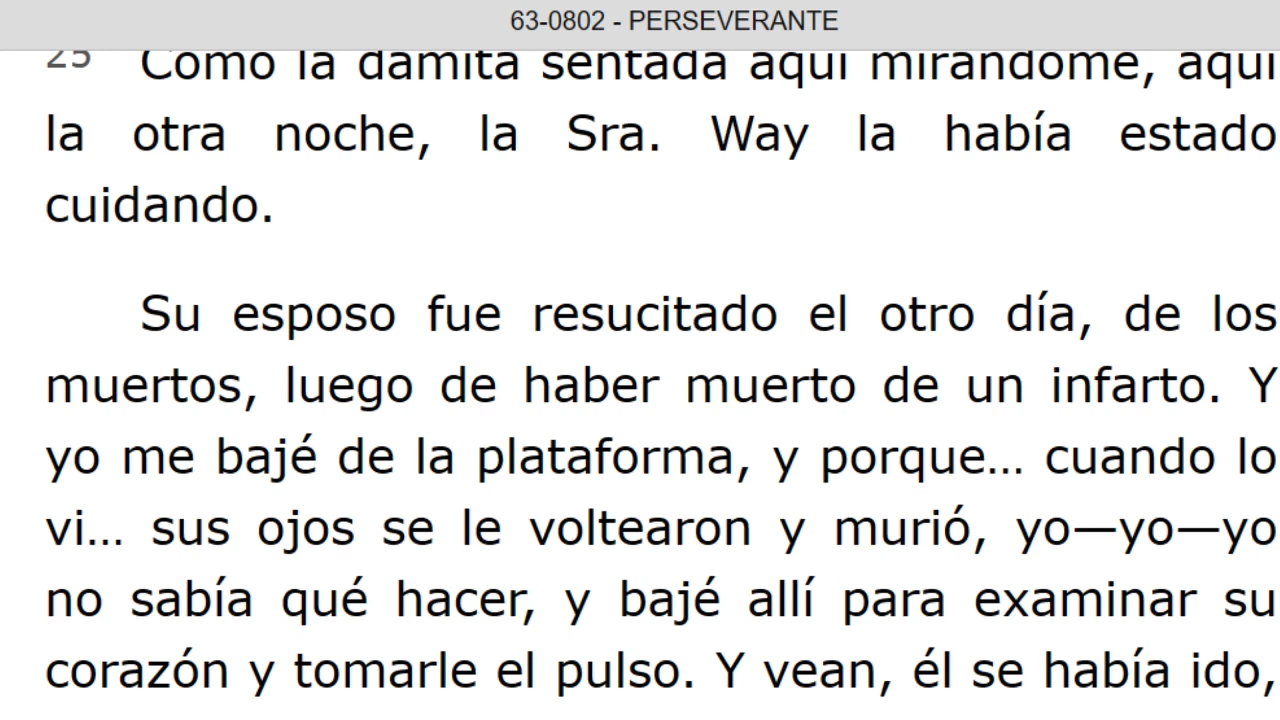 63-0802 - PERSEVERANTE
25 Como la damita sentada aquí mirándome, aquí
la otra noche, la Sra. Way la había estado
cuidando.
Su esposo fue resucitado el otro día, de los
muertos, luego de haber muerto de un infarto. Y
yo me bajé de la plataforma, y porque… cuando lo
vi… sus ojos se le voltearon y murió, yo—yo—yo
no sabía qué hacer, y bajé allí para examinar su
corazón y tomarle el pulso. Y vean, él se había ido,